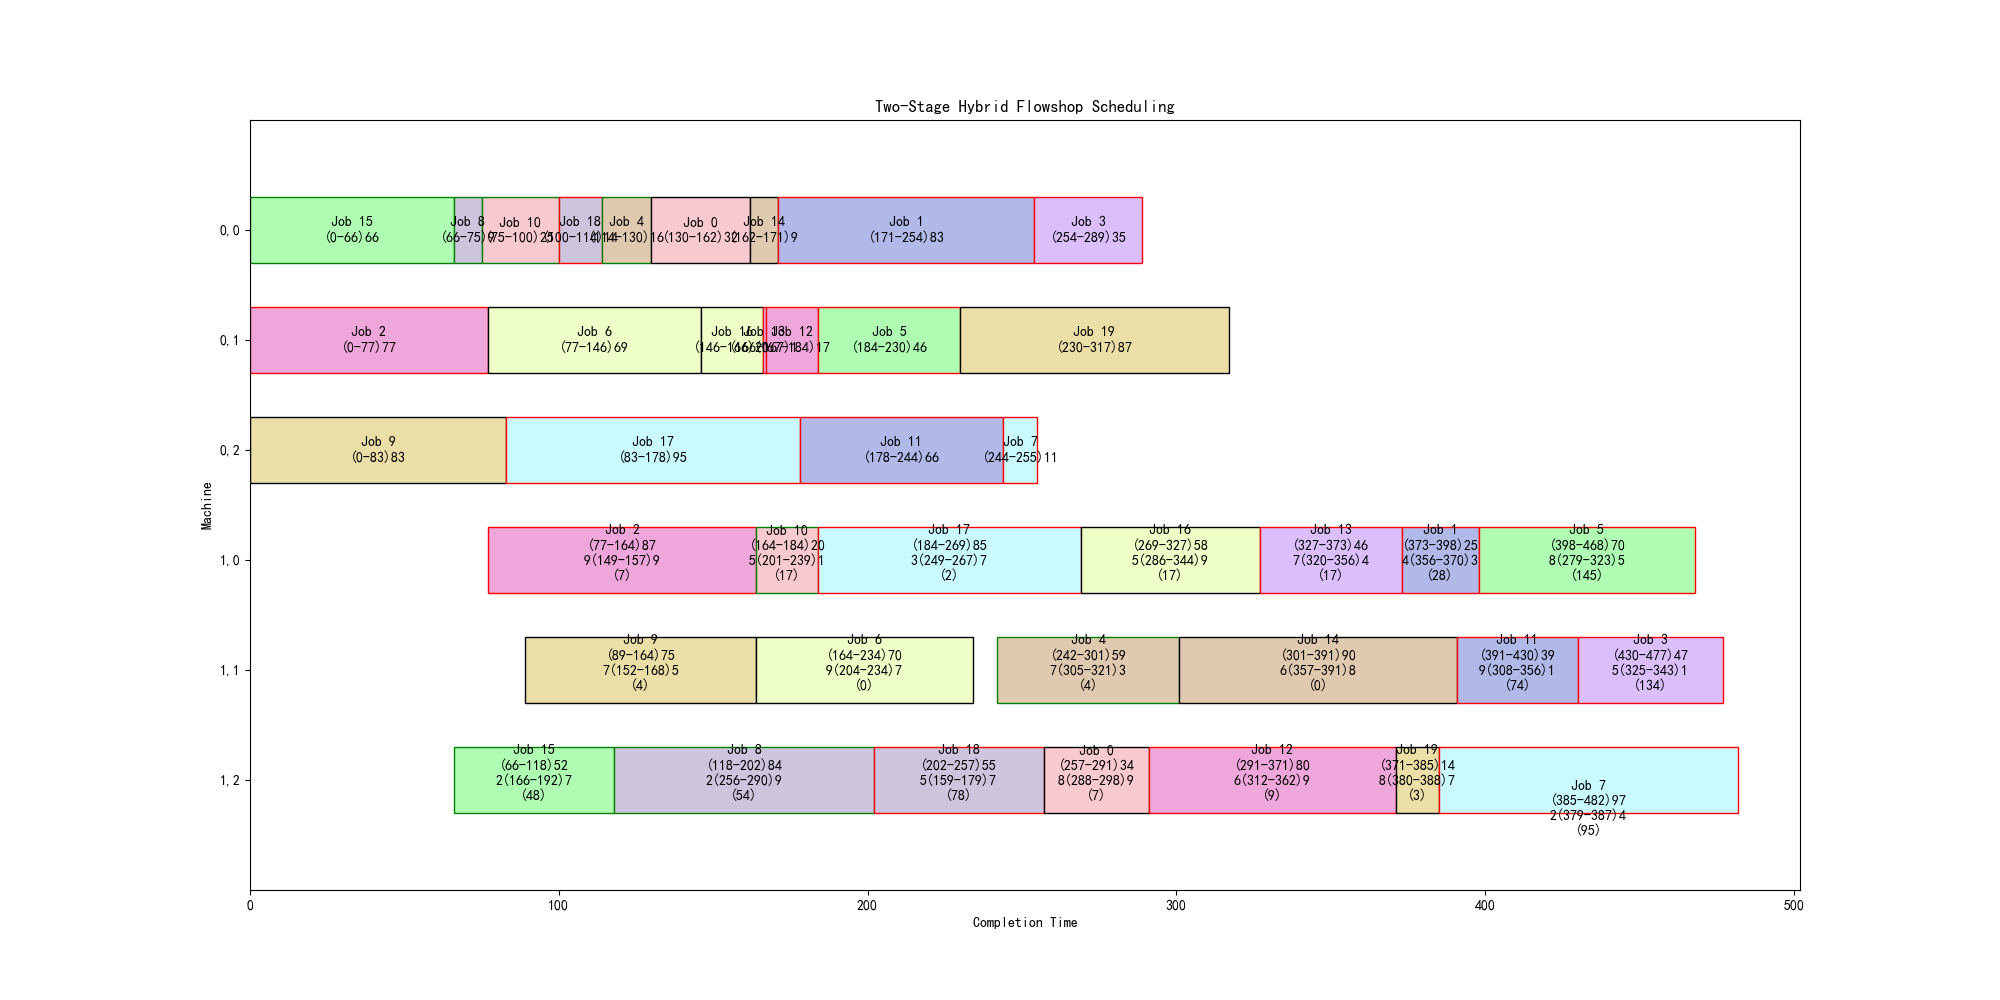 Two-Stage Hybrid Flowshop Scheduling
0,0
Job 15
(0-66)66
Job 8
(66-75)9
Job 10
(75-100)25
Job 18
(100-114)14
Job 4
(114-130)16
Job 0
(130-162)32
Job 14
(162-171)9
Job 1
(171-254)83
Job 3
(254-289)35
0,1
Job 2
(0-77)77
Job 6
(77-146)69
Job 16
(146-166)20
Job 13
(166-167)1
Job 12
(167-184)17
Job 5
(184-230)46
Job 19
(230-317)87
0,2
Job 9
(0-83)83
Job 17
(83-178)95
Job 11
(178-244)66
Job 7
(244-255)11
Machine
1,0
Job 2
(77-164)87
9(149-157)9
(7)
Job 10
(164-184)20
5(201-239)1
(17)
Job 17
(184-269)85
3(249-267)7
(2)
Job 16
(269-327)58
5(286-344)9
(17)
Job 13
(327-373)46
7(320-356)4
(17)
Job 1
(373-398)25
4(356-370)3
(28)
Job 5
(398-468)70
8(279-323)5
(145)
1,1
Job 9
(89-164)75
7(152-168)5
(4)
Job 6
(164-234)70
9(204-234)7
(0)
Job 4
(242-301)59
7(305-321)3
(4)
Job 14
(301-391)90
6(357-391)8
(0)
Job 11
(391-430)39
9(308-356)1
(74)
Job 3
(430-477)47
5(325-343)1
(134)
1,2
Job 15
(66-118)52
2(166-192)7
(48)
Job 8
(118-202)84
2(256-290)9
(54)
Job 18
(202-257)55
5(159-179)7
(78)
Job 0
(257-291)34
8(288-298)9
(7)
Job 12
(291-371)80
6(312-362)9
(9)
Job 19
(371-385)14
8(380-388)7
(3)
Job 7
(385-482)97
2(379-387)4
(95)
0
100
200
300
400
500
Completion Time